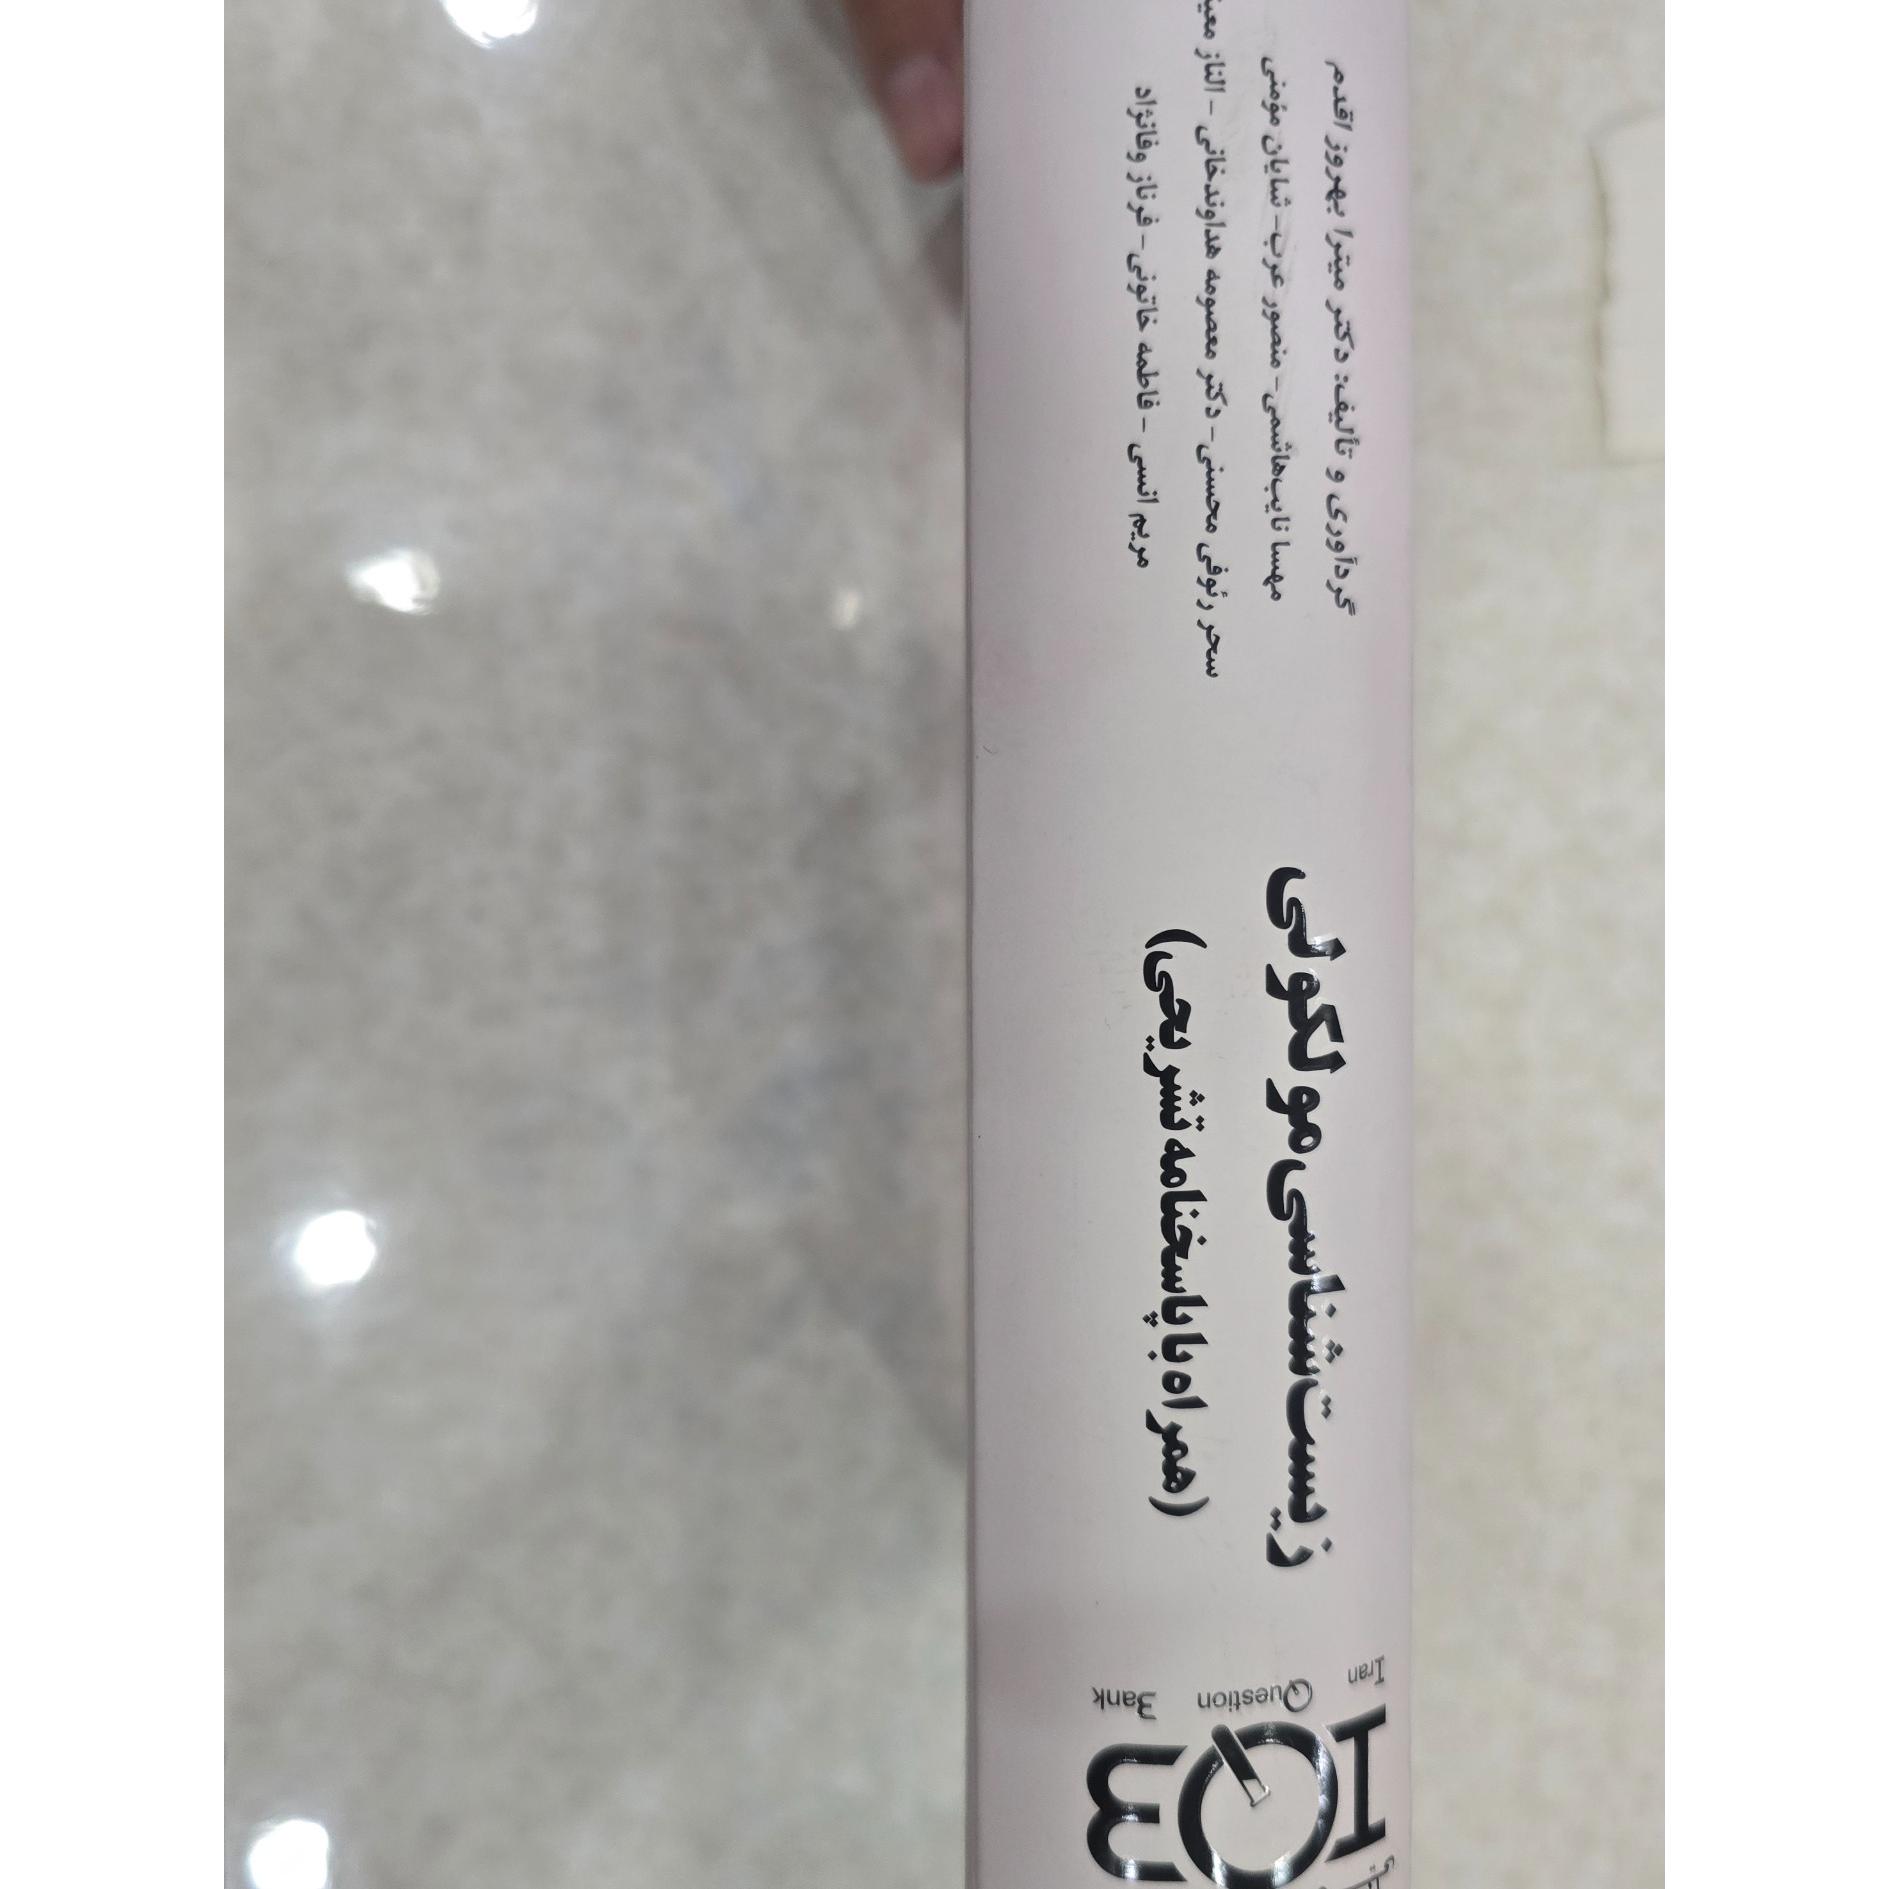 Iran
Question
Bank
IQB
زیست‌شناسی مولکولی
(همراه با پاسخنامه تشریحی)
گردآوری و تألیف: دکتر میترا بهروز اقدم
مهسا نایب‌هاشمی - منصور عرب - شایان مؤمنی
سحر رئوفی محسنی - دکتر معصومه هداوندخانی - الناز
مریم انسی - فاطمه خاتونی - فرناز وفانژاد